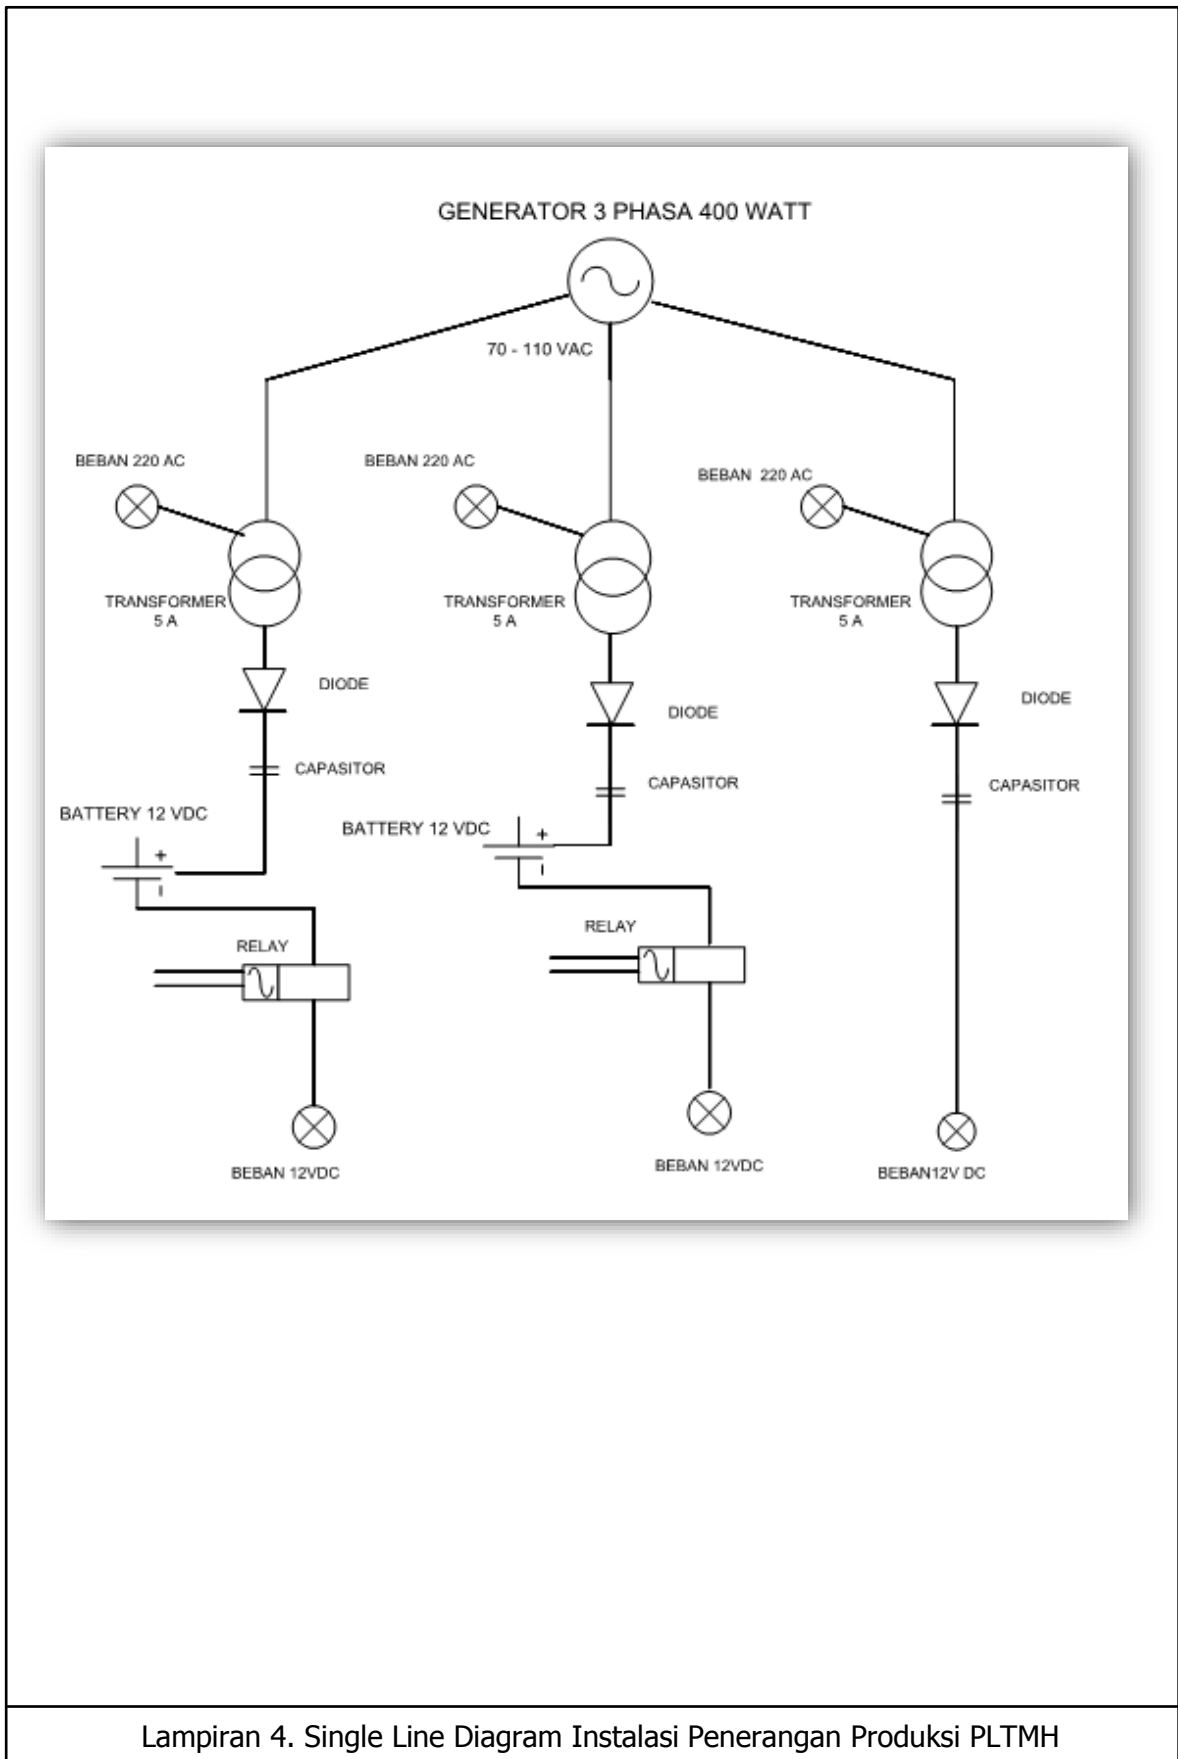 GENERATOR 3 PHASA 400 WATT
70 - 110 VAC
BEBAN 220 AC
BEBAN 220 AC
BEBAN  220 AC
TRANSFORMER
5 A
TRANSFORMER
5 A
TRANSFORMER
5 A
DIODE
DIODE
DIODE
CAPASITOR
CAPASITOR
CAPASITOR
BATTERY 12 VDC
+
-
BATTERY 12 VDC
+
-
RELAY
RELAY
BEBAN 12VDC
BEBAN 12VDC
BEBAN12V DC
Lampiran 4. Single Line Diagram Instalasi Penerangan Produksi PLTMH